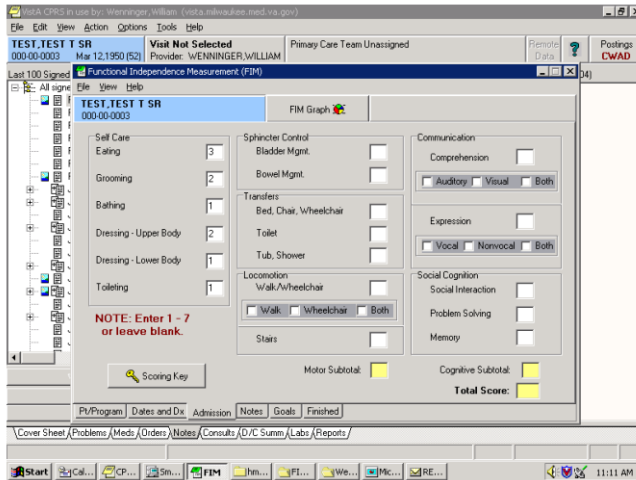 VistA CPRS in use by: Wenninger,William (vista.milwaukee.med.va.gov)
File Edit View Action Options Tools Help
TEST,TEST T SR Visit Not Selected Primary Care Team Unassigned Remote Data ? Postings
000-00-0003 Mar 12,1950 (52) Provider: WENNINGER,WILLIAM CWAD
Last 100 Signed
All signe
Functional Independence Measurement (FIM)
File View Help
TEST,TEST T SR
000-00-0003
FIM Graph
Self Care
Eating 3
Grooming 2
Bathing 1
Dressing - Upper Body 2
Dressing - Lower Body 1
Toileting 1
NOTE: Enter 1 - 7
or leave blank.
Scoring Key
Sphincter Control
Bladder Mgmt.
Bowel Mgmt.
Transfers
Bed, Chair, Wheelchair
Toilet
Tub, Shower
Locomotion
Walk/Wheelchair
Walk Wheelchair Both
Stairs
Motor Subtotal:
Communication
Comprehension
Auditory Visual Both
Expression
Vocal Nonvocal Both
Social Cognition
Social Interaction
Problem Solving
Memory
Cognitive Subtotal:
Total Score:
Pt/Program Dates and Dx Admission Notes Goals Finished
Cover Sheet Problems Meds Orders Notes Consults D/C Summ Labs Reports
Start Cal... CP... Sm... FIM hm... FI... We... Mc... RE... 11:11 AM